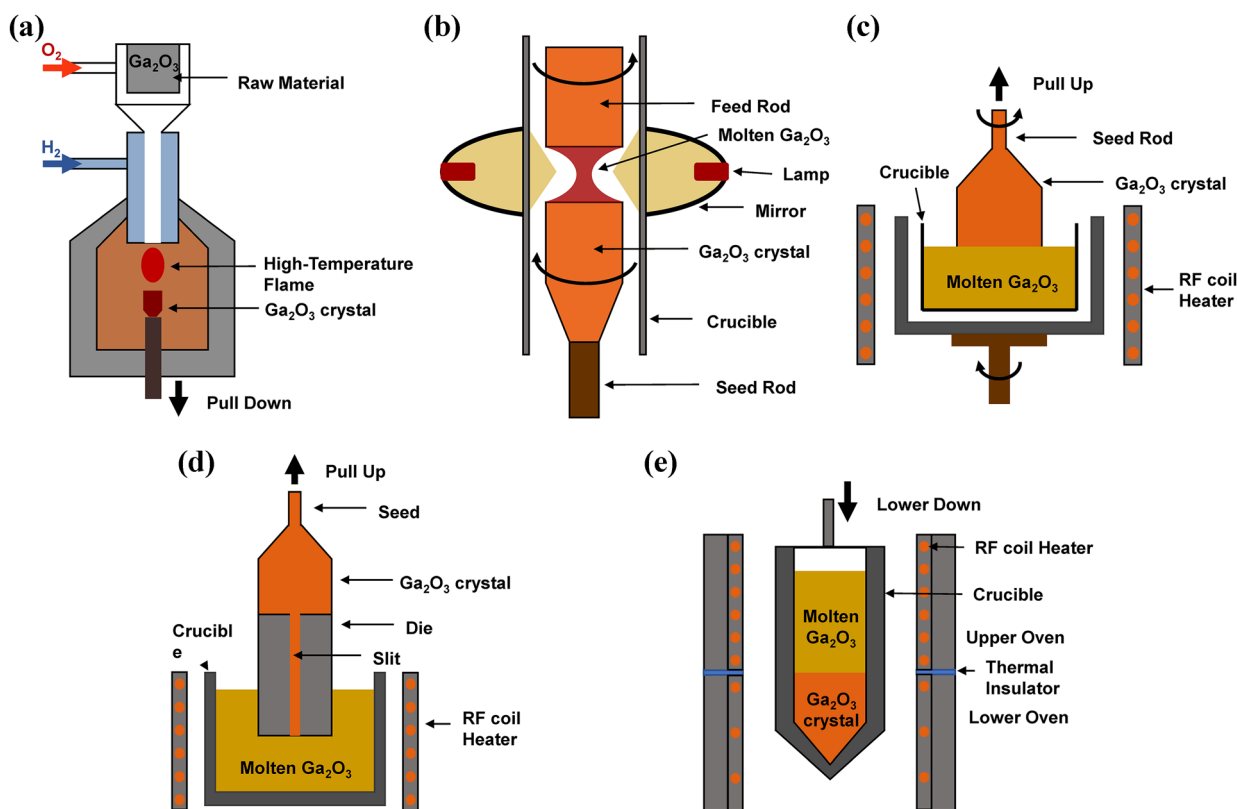 (a)
O₂
Ga₂O₃
Raw Material
H₂
High-Temperature
Flame
Ga₂O₃ crystal
Pull Down
(b)
Feed Rod
Molten Ga₂O₃
Lamp
Mirror
Ga₂O₃ crystal
Crucible
Seed Rod
(c)
Pull Up
Seed Rod
Crucible
Ga₂O₃ crystal
Molten Ga₂O₃
RF coil
Heater
(d)
Pull Up
Seed
Ga₂O₃ crystal
Die
Crucibl
e
Slit
RF coil
Heater
Molten Ga₂O₃
(e)
Lower Down
RF coil Heater
Crucible
Molten
Ga₂O₃
Upper Oven
Thermal
Insulator
Ga₂O₃
crystal
Lower Oven